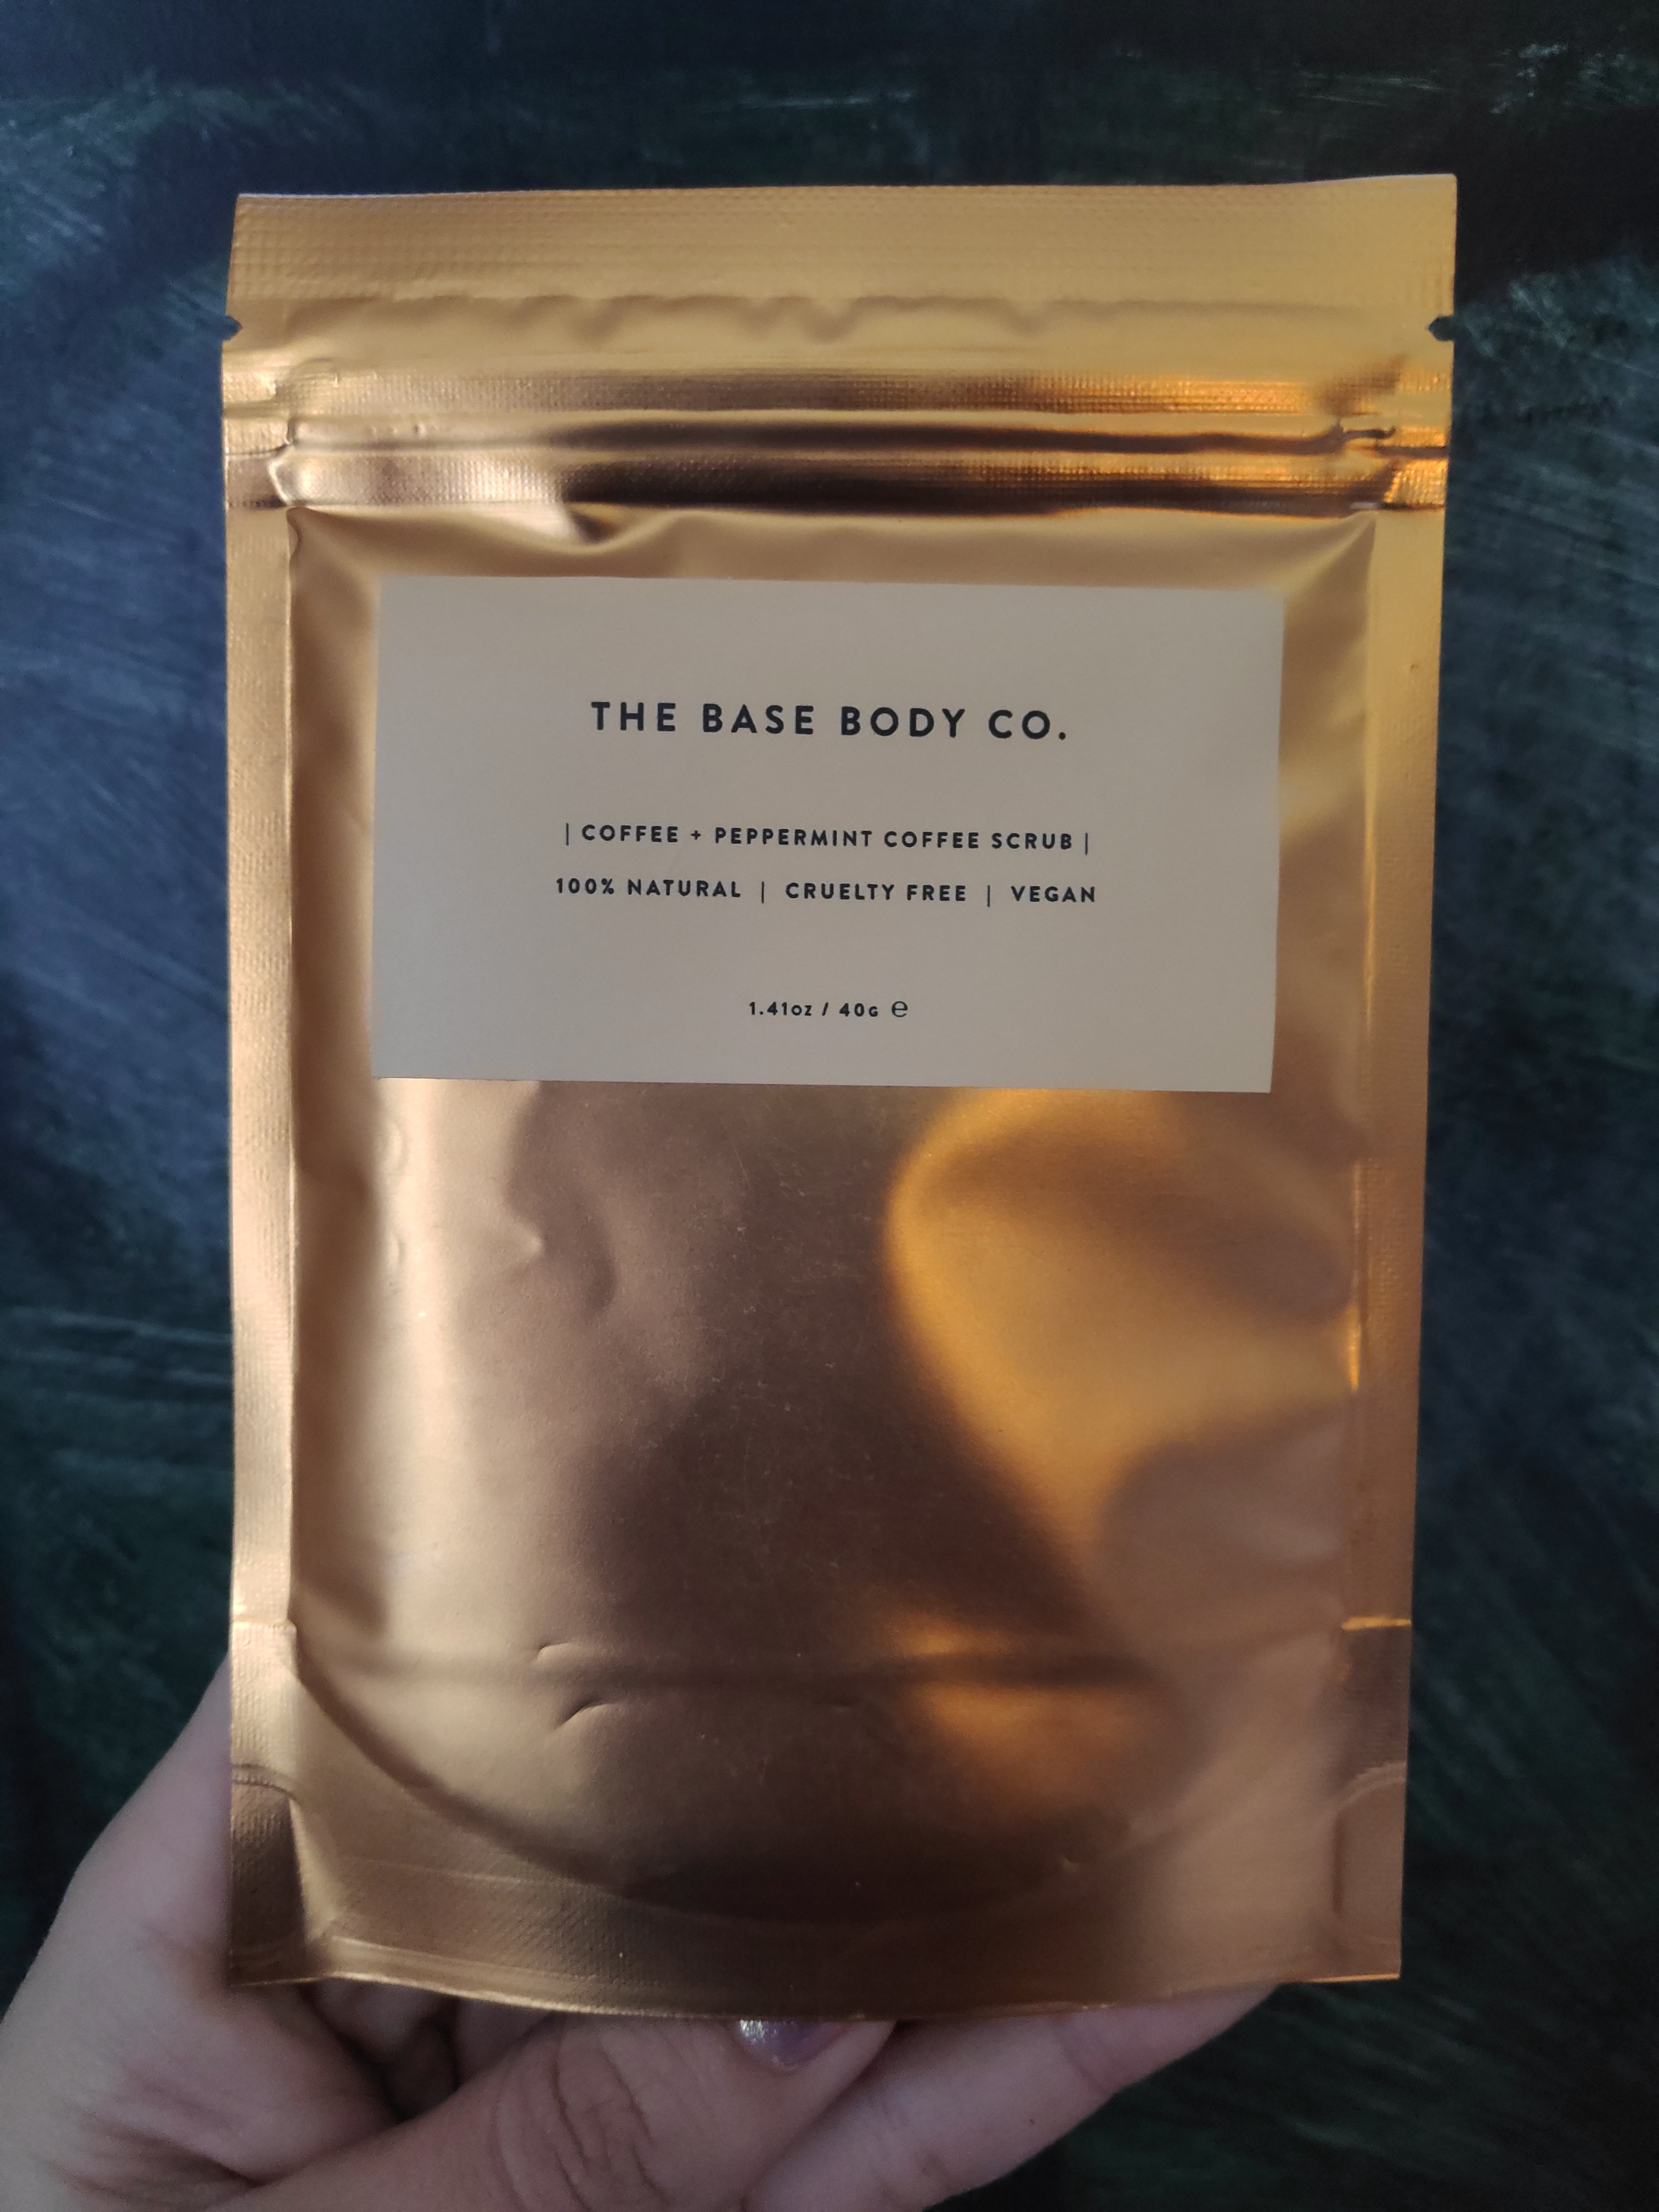 THE BASE BODY CO.
| COFFEE + PEPPERMINT COFFEE SCRUB |
100% NATURAL | CRUELTY FREE | VEGAN
1.41oz / 40G ℮